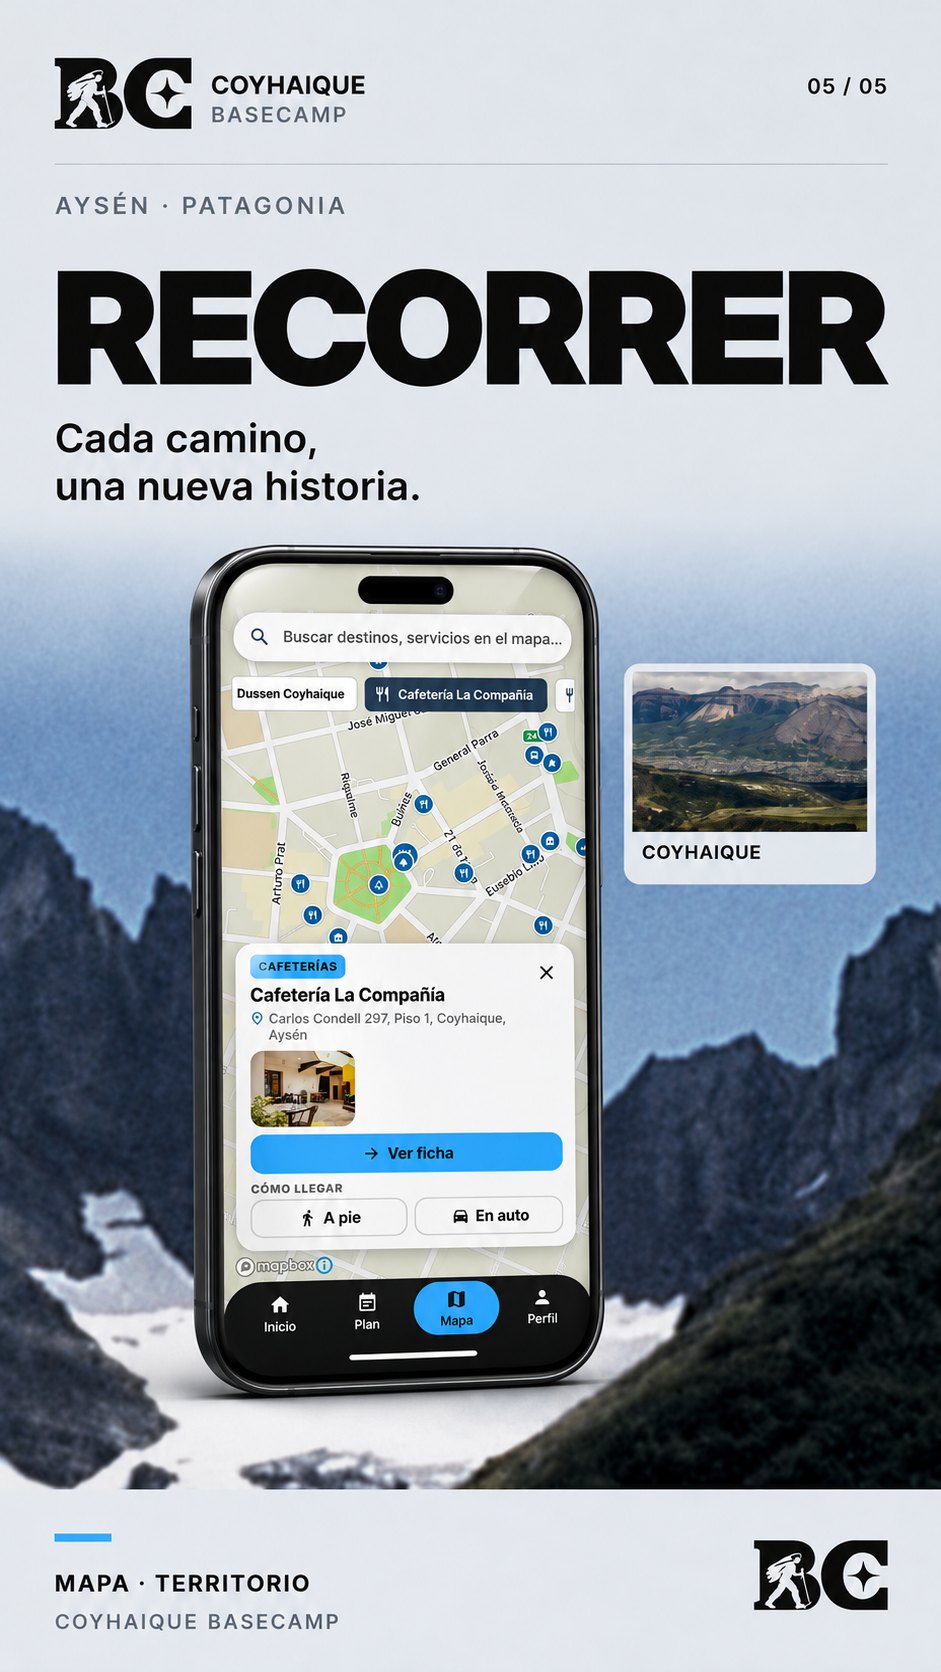 BC COYHAIQUE
BASECAMP
05 / 05
AYSÉN · PATAGONIA
RECORRER
Cada camino,
una nueva historia.
Buscar destinos, servicios en el mapa...
Dussen Coyhaique
Cafetería La Compañía
José Miguel
General Parra
24
Riquelme
Bulnes
Arturo Prat
21 de
Eusebio
CAFETERÍAS
Cafetería La Compañía
Carlos Condell 297, Piso 1, Coyhaique,
Aysén
Ver ficha
CÓMO LLEGAR
A pie
En auto
mapbox
Inicio
Plan
Mapa
Perfil
COYHAIQUE
MAPA · TERRITORIO
COYHAIQUE BASECAMP
BC